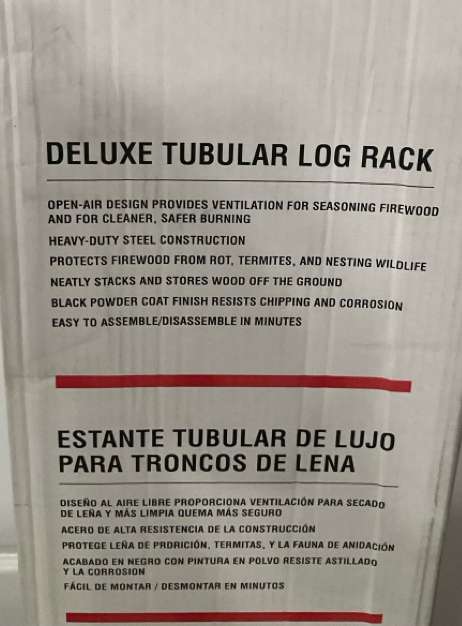 DELUXE TUBULAR LOG RACK
OPEN-AIR DESIGN PROVIDES VENTILATION FOR SEASONING FIREWOOD
AND FOR CLEANER, SAFER BURNING
HEAVY-DUTY STEEL CONSTRUCTION
PROTECTS FIREWOOD FROM ROT, TERMITES, AND NESTING WILDLIFE
NEATLY STACKS AND STORES WOOD OFF THE GROUND
BLACK POWDER COAT FINISH RESISTS CHIPPING AND CORROSION
EASY TO ASSEMBLE/DISASSEMBLE IN MINUTES
ESTANTE TUBULAR DE LUJO
PARA TRONCOS DE LENA
DISEÑO AL AIRE LIBRE PROPORCIONA VENTILACIÓN PARA SECADO
DE LEÑA Y MÁS LIMPIA QUEMA MÁS SEGURO
ACERO DE ALTA RESISTENCIA DE LA CONSTRUCCIÓN
PROTEGE LEÑA DE PRDRICIÓN, TERMITAS, Y LA FAUNA DE ANIDACIÓN
ACABADO EN NEGRO CON PINTURA EN POLVO RESISTE ASTILLADO
Y LA CORROSION
FÁCIL DE MONTAR / DESMONTAR EN MINUTOS